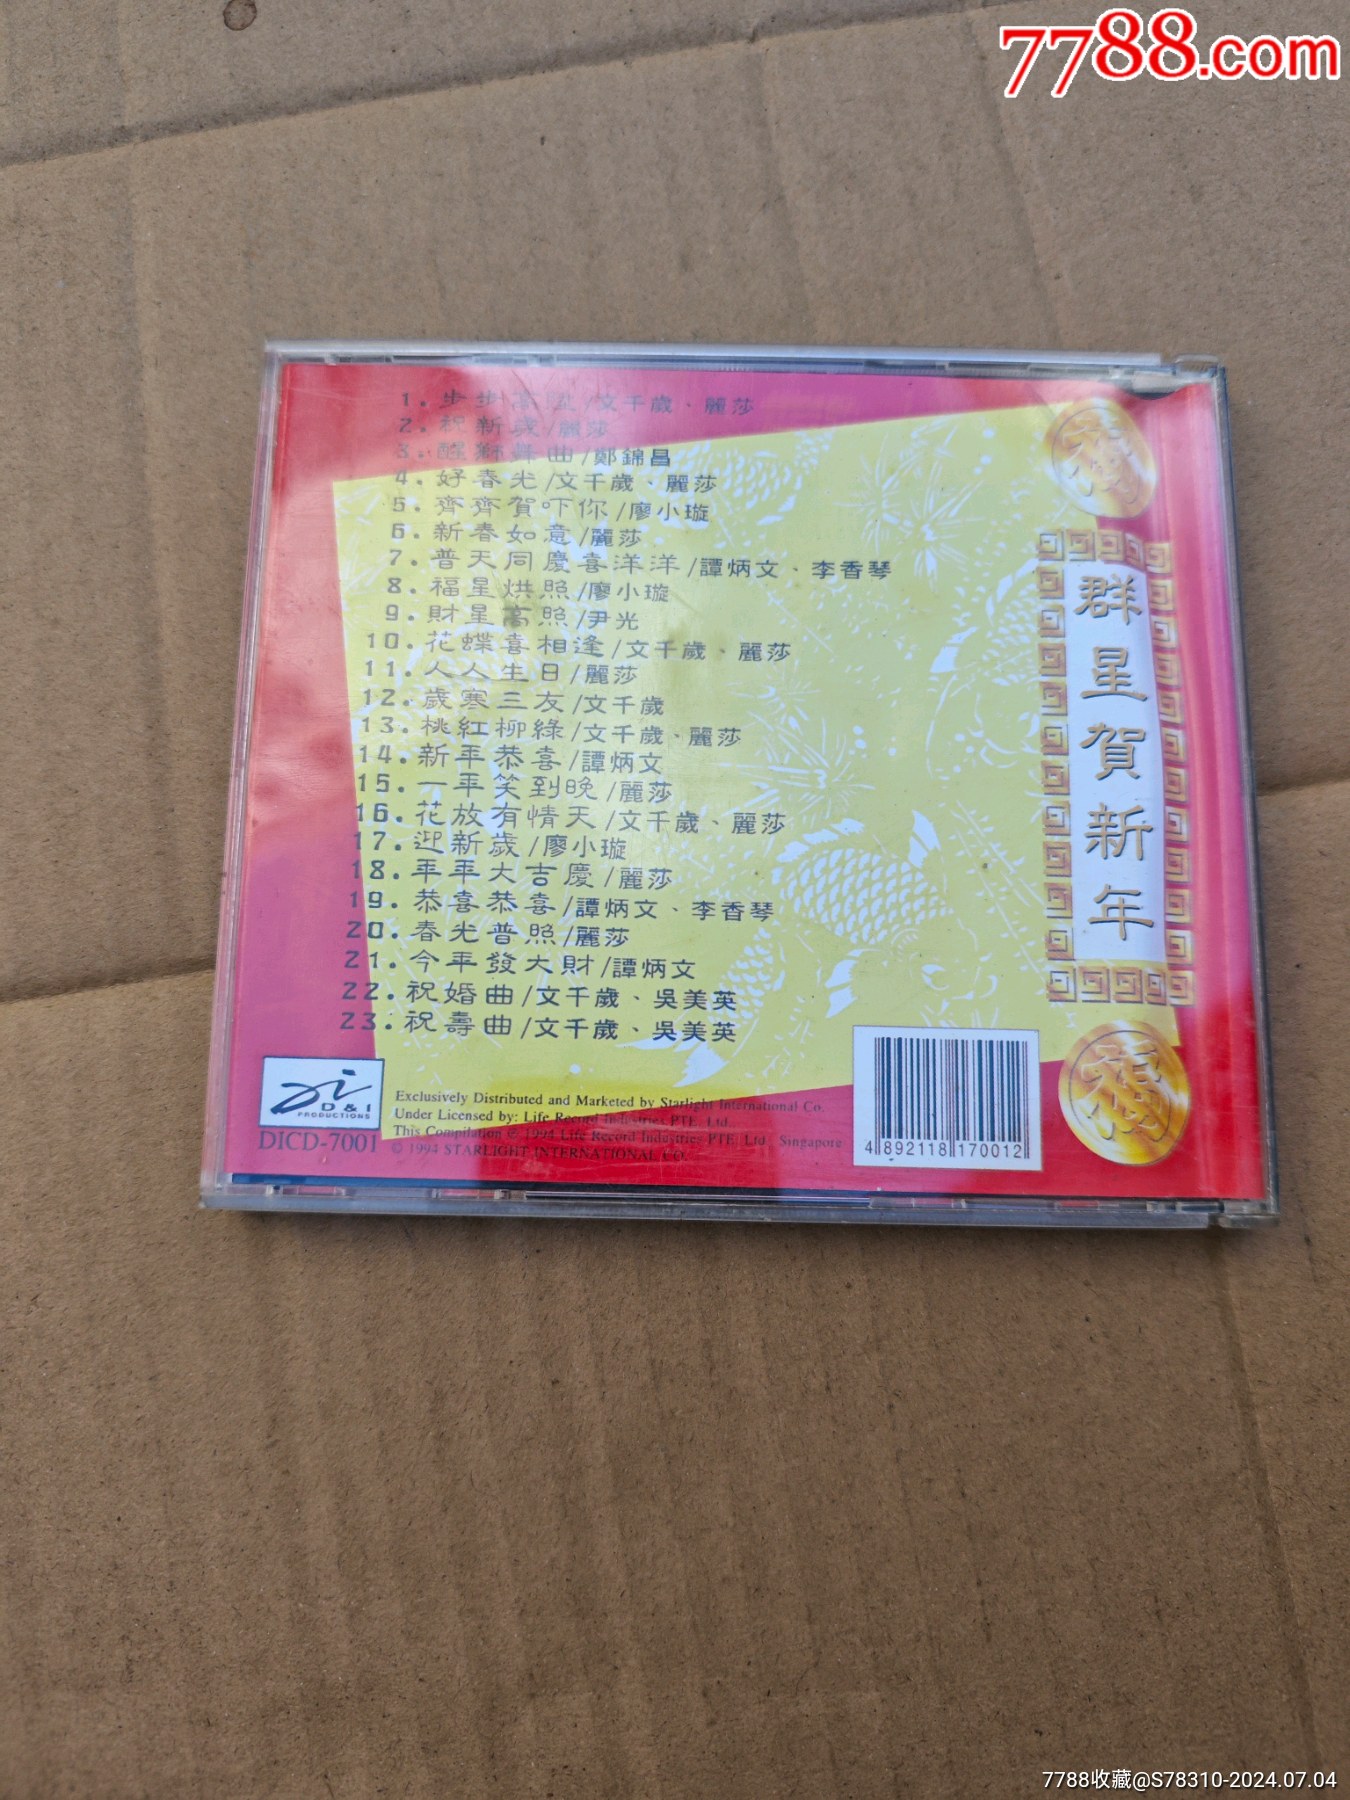 7788.com
1.步步高陞/文千歲、麗莎
2.祝新歲/麗莎
3.醒獅舞曲/鄭錦昌
4.好春光/文千歲、麗莎
5.齊齊賀吓你/廖小璇
6.新春如意/麗莎
7.普天同慶喜洋洋/譚炳文、李香琴
8.福星烘照/廖小璇
9.財星高照/尹光
10.花蝶喜相逢/文千歲、麗莎
11.人人生日/麗莎
12.歲寒三友/文千歲
13.桃紅柳綠/文千歲、麗莎
14.新年恭喜/譚炳文
15.一年笑到晚/麗莎
16.花放有情天/文千歲、麗莎
17.迎新歲/廖小璇
18.年年大吉慶/麗莎
19.恭喜恭喜/譚炳文、李香琴
20.春光普照/麗莎
21.今年發大財/譚炳文
22.祝婚曲/文千歲、吳美英
23.祝壽曲/文千歲、吳美英
福
群星賀新年
福
D&I
PRODUCTIONS
DICD-7001
Exclusively Distributed and Marketed by Starlight International Co.
Under Licensed by: Life Record Industries PTE. Ltd.
This Compilation © 1994 Life Record Industries PTE. Ltd. Singapore
© 1994 STARLIGHT INTERNATIONAL CO.
4 892118 170012
7788收藏@S78310-2024.07.04